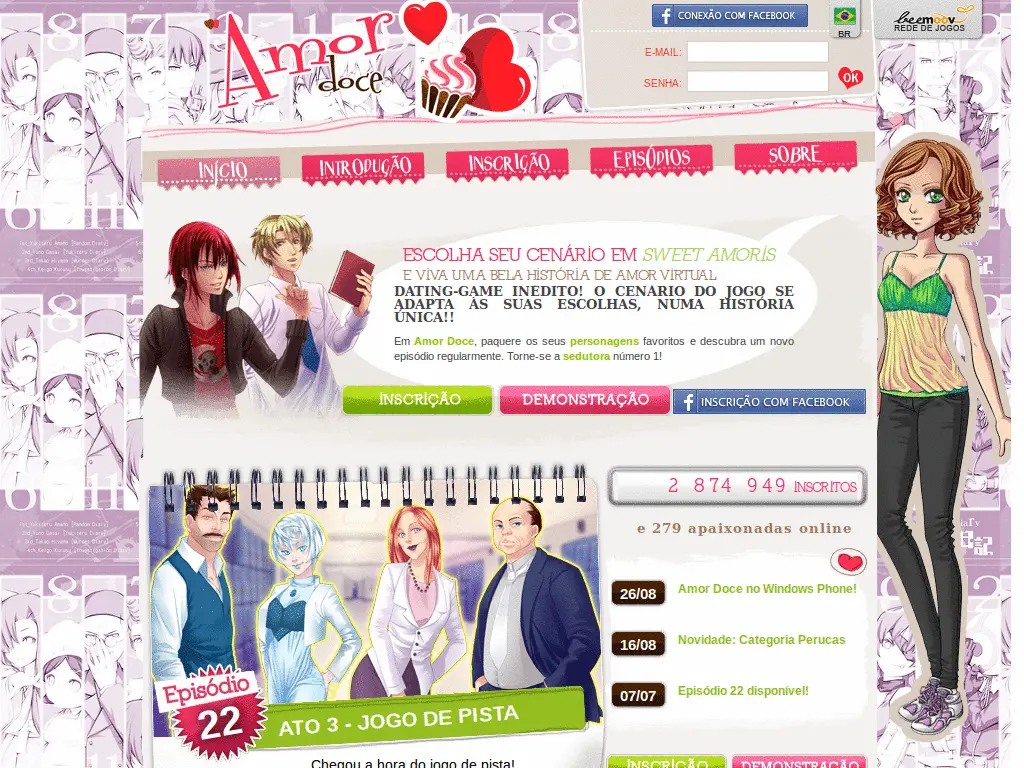 Amor
doce
CONEXÃO COM FACEBOOK
BR
beemoov
REDE DE JOGOS
E-MAIL:
SENHA:
OK
INÍCIO
INTRODUÇÃO
INSCRIÇÃO
EPISÓDIOS
SOBRE
ESCOLHA SEU CENÁRIO EM SWEET AMORIS
E VIVA UMA BELA HISTÓRIA DE AMOR VIRTUAL
DATING-GAME INEDITO! O CENARIO DO JOGO SE
ADAPTA ÀS SUAS ESCOLHAS, NUMA HISTÓRIA
ÚNICA!!
Em Amor Doce, paquere os seus personagens favoritos e descubra um novo
episódio regularmente. Torne-se a sedutora número 1!
INSCRIÇÃO
DEMONSTRAÇÃO
INSCRIÇÃO COM FACEBOOK
2 874 949 INSCRITOS
e 279 apaixonadas online
26/08 Amor Doce no Windows Phone!
16/08 Novidade: Categoria Perucas
07/07 Episódio 22 disponível!
Episódio
22
ATO 3 - JOGO DE PISTA
Chegou a hora do jogo de pista!
INSCRIÇÃO
DEMONSTRAÇÃO